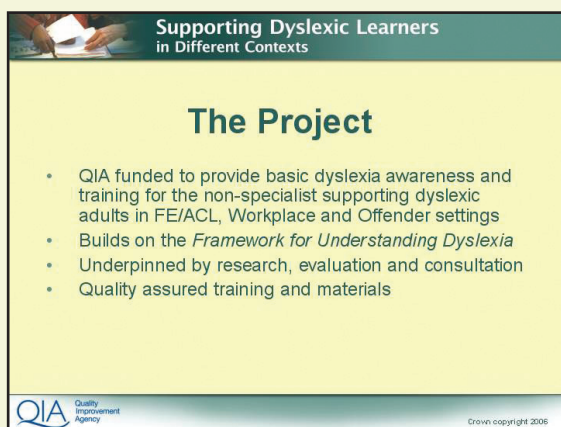 Supporting Dyslexic Learners
in Different Contexts
The Project
• QIA funded to provide basic dyslexia awareness and
training for the non-specialist supporting dyslexic
adults in FE/ACL, Workplace and Offender settings
• Builds on the Framework for Understanding Dyslexia
• Underpinned by research, evaluation and consultation
• Quality assured training and materials
QIA Quality
Improvement
Agency
Crown copyright 2006